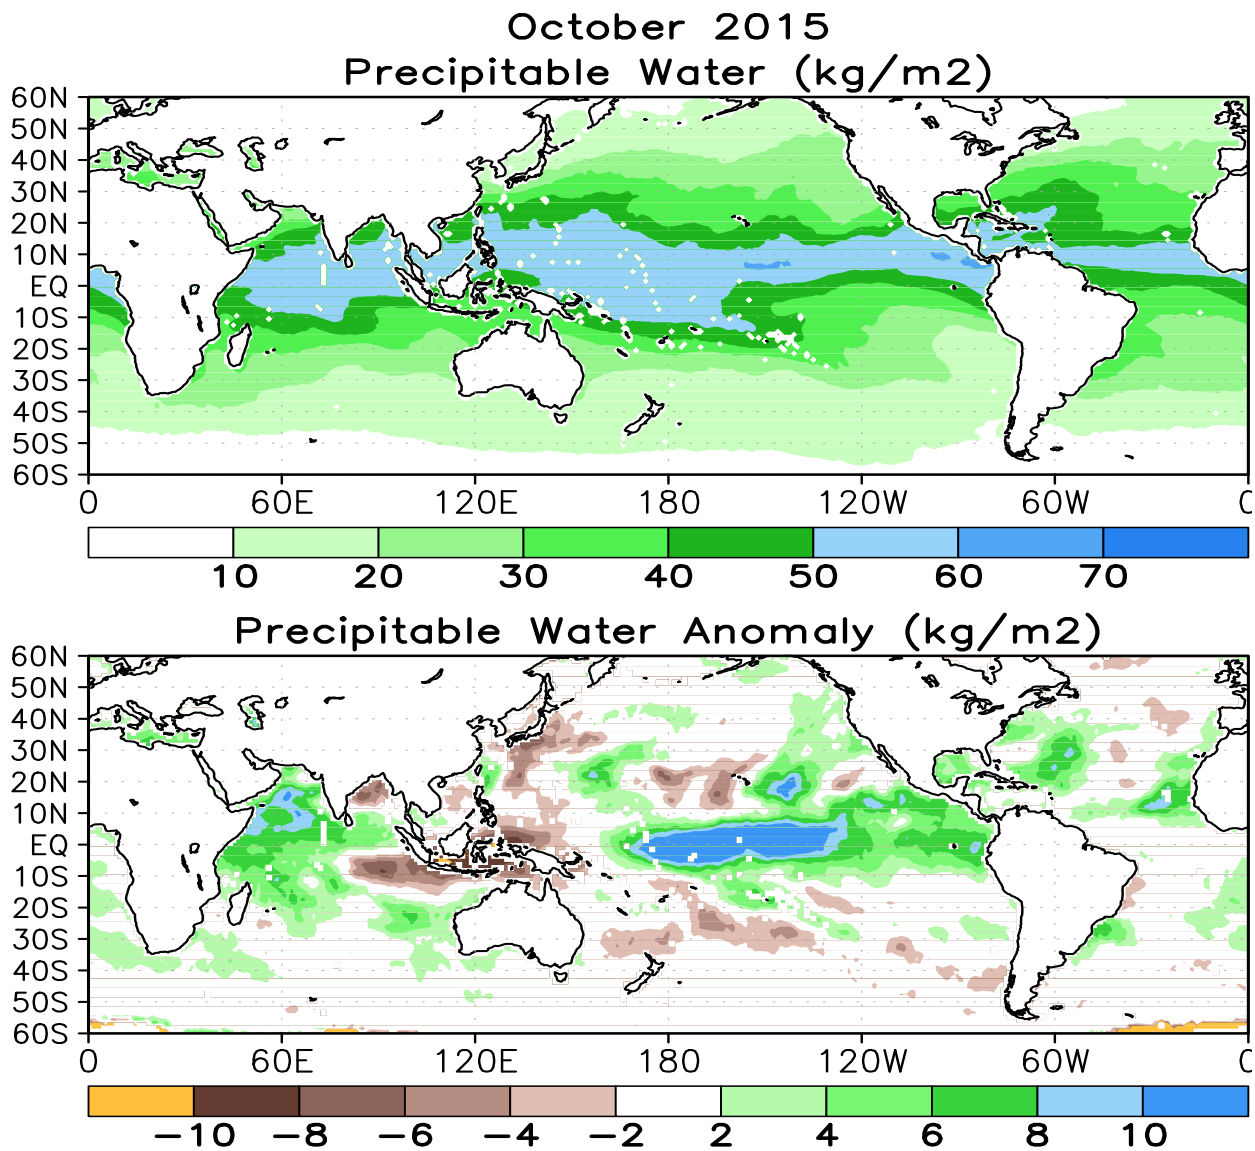 October 2015
Precipitable Water (kg/m2)
60N
50N
40N
30N
20N
10N
EQ
10S
20S
30S
40S
50S
60S
0 60E 120E 180 120W 60W 0
10 20 30 40 50 60 70
Precipitable Water Anomaly (kg/m2)
60N
50N
40N
30N
20N
10N
EQ
10S
20S
30S
40S
50S
60S
0 60E 120E 180 120W 60W 0
−10 −8 −6 −4 −2 2 4 6 8 10